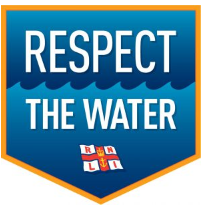 RESPECT
THE WATER
R N
L I